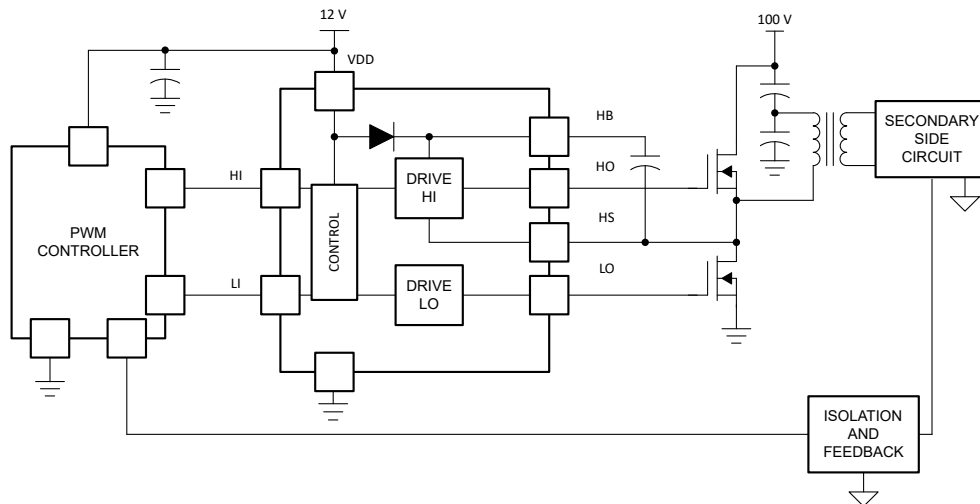 12 V
100 V
VDD
HB
SECONDARY
SIDE
CIRCUIT
HI
DRIVE
HI
HO
PWM
CONTROLLER
CONTROL
HS
LI
DRIVE
LO
LO
ISOLATION
AND
FEEDBACK